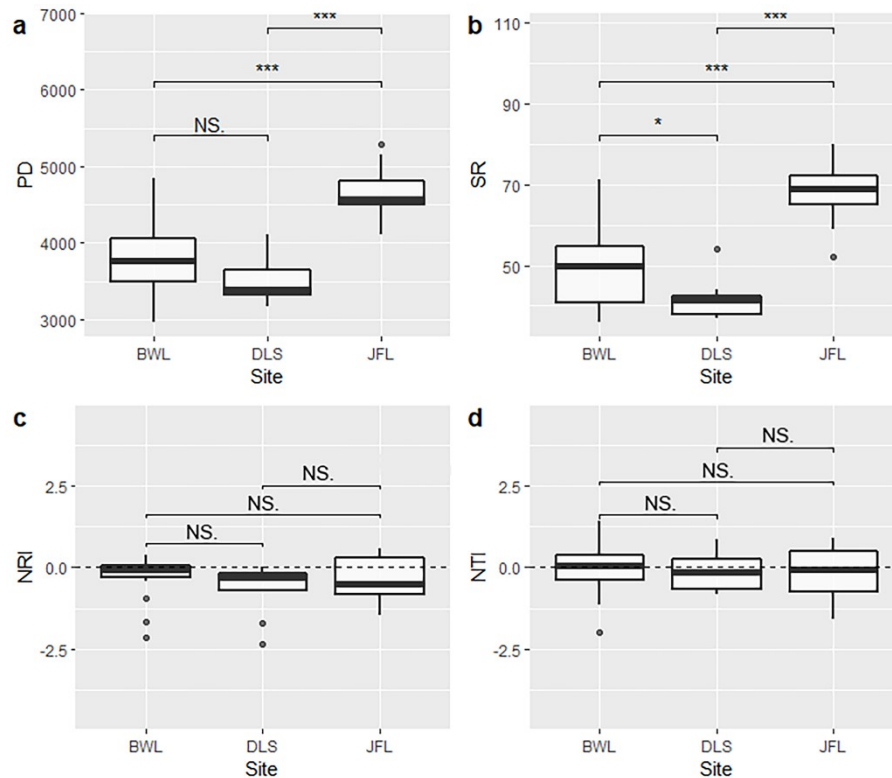 a
7000
6000
5000
4000
3000
PD
***
***
NS.
BWL DLS JFL
Site
b
110
90
70
50
SR
***
***
*
BWL DLS JFL
Site
c
2.5
0.0
-2.5
NRI
NS.
NS.
NS.
BWL DLS JFL
Site
d
2.5
0.0
-2.5
NTI
NS.
NS.
NS.
BWL DLS JFL
Site